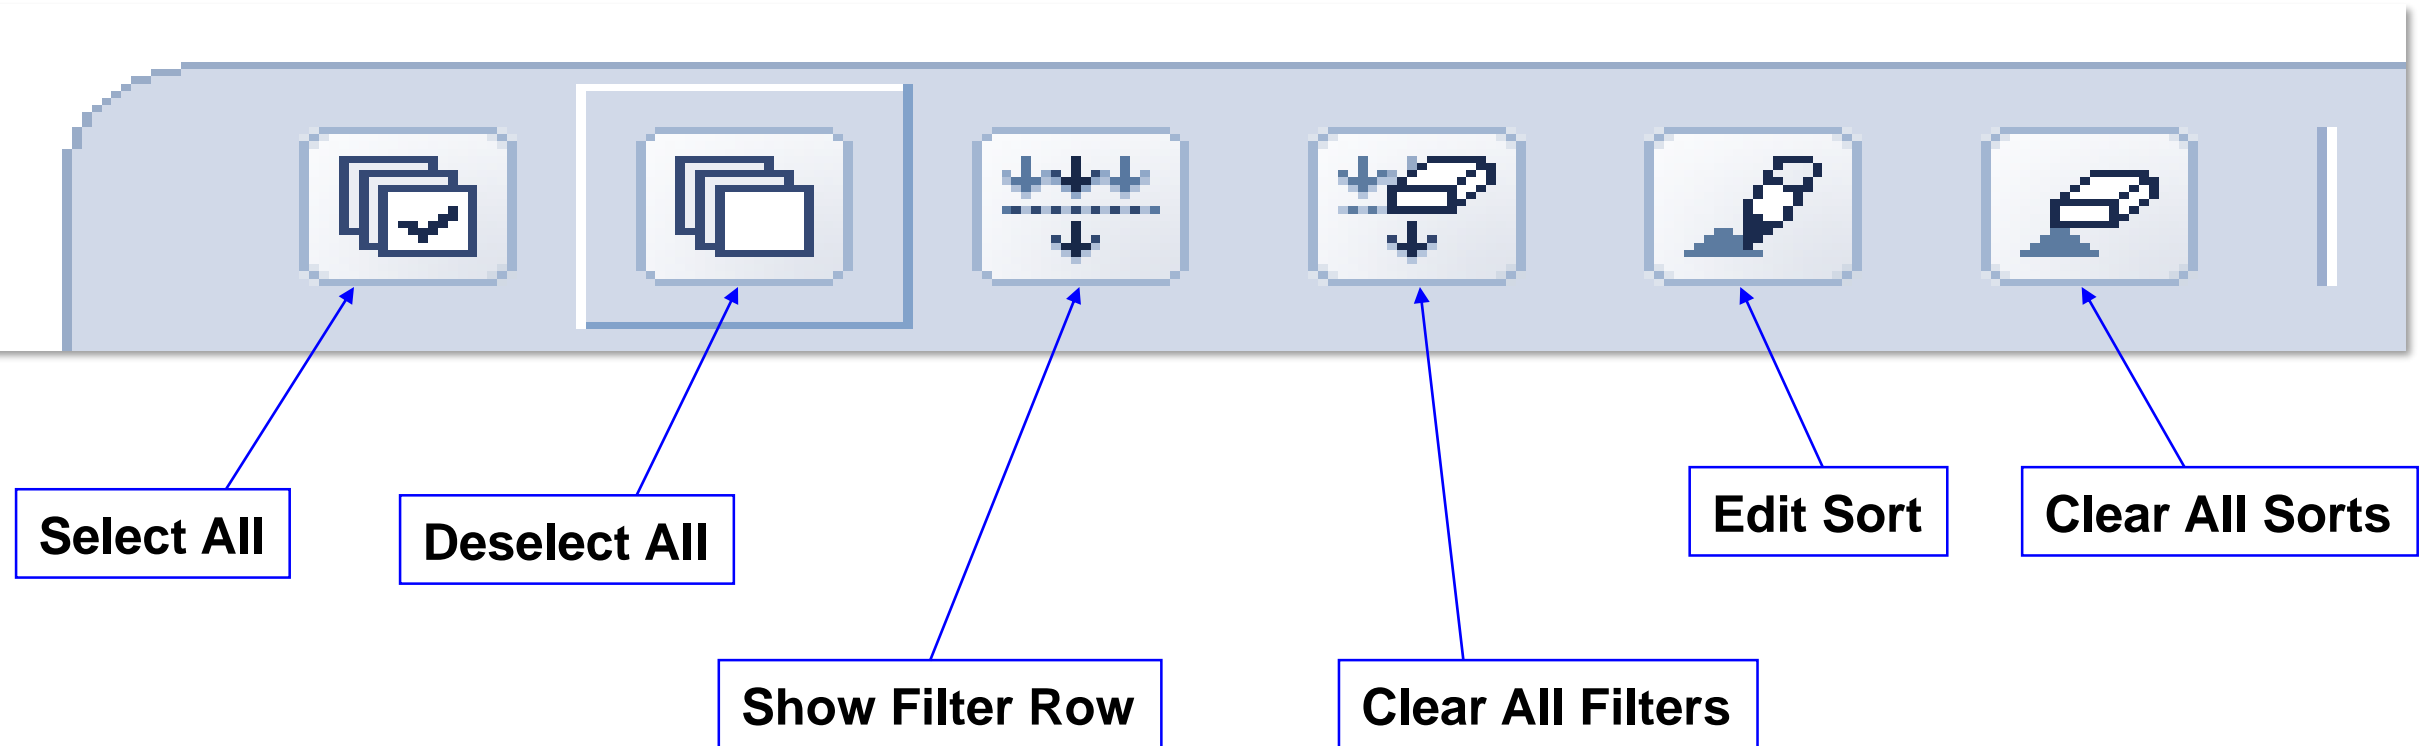 Select All
Deselect All
Edit Sort
Clear All Sorts
Show Filter Row
Clear All Filters